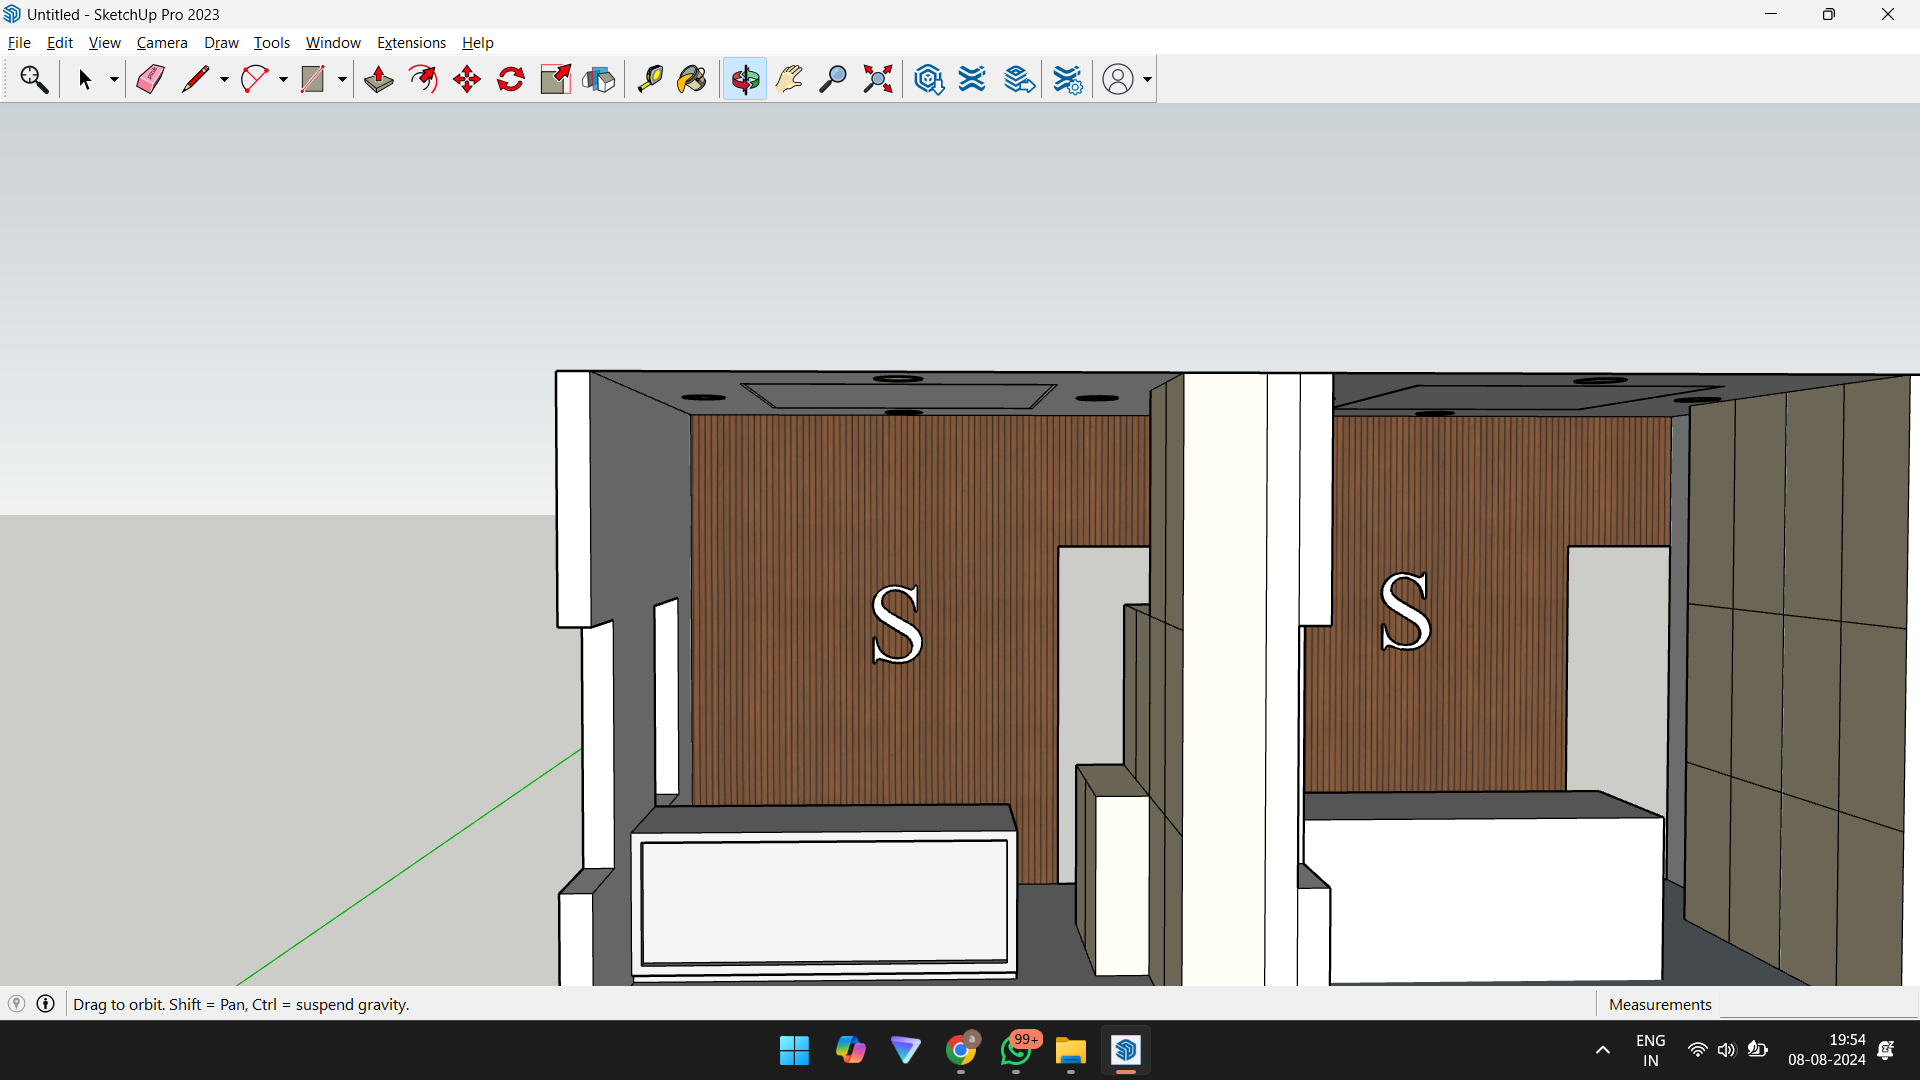 Untitled - SketchUp Pro 2023
File Edit View Camera Draw Tools Window Extensions Help
S S
Drag to orbit. Shift = Pan, Ctrl = suspend gravity.
Measurements
99+
a
ENG
IN
19:54
08-08-2024